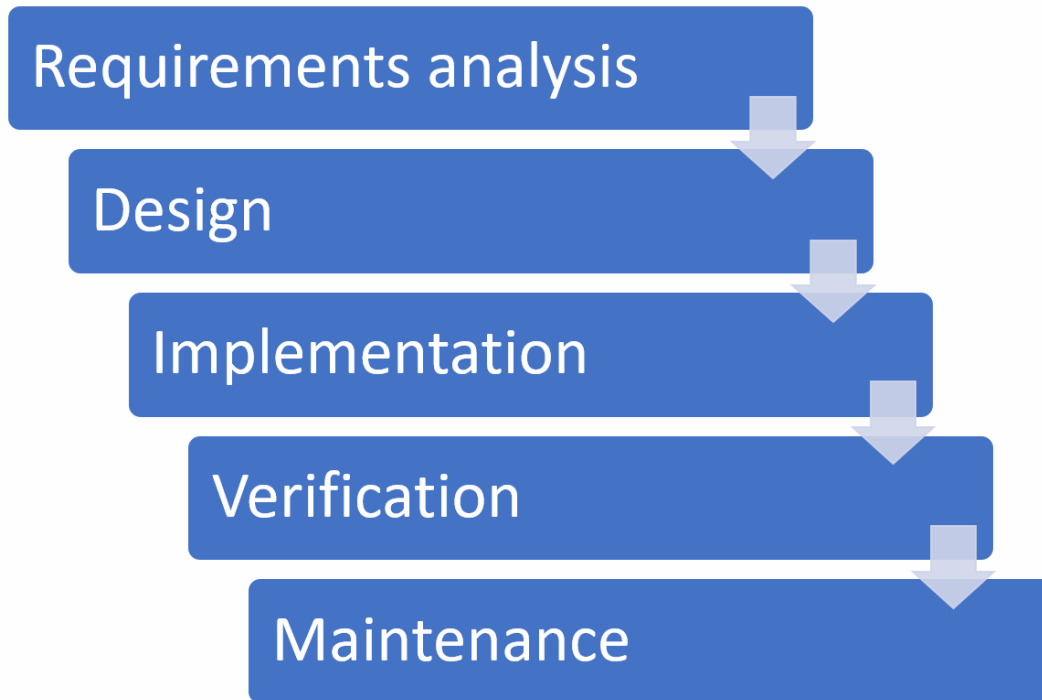 Requirements analysis
Design
Implementation
Verification
Maintenance